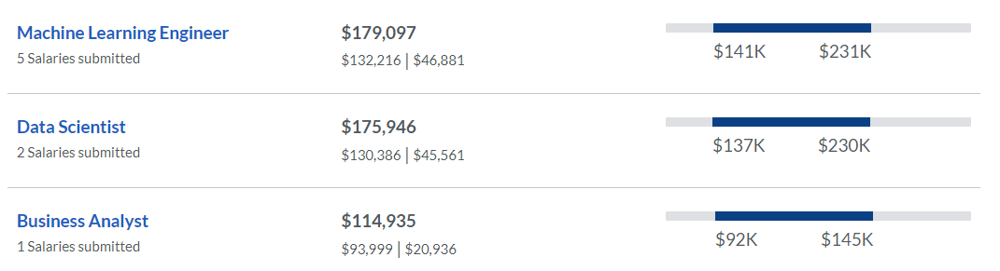 Machine Learning Engineer
5 Salaries submitted
$179,097
$132,216 | $46,881
$141K $231K
Data Scientist
2 Salaries submitted
$175,946
$130,386 | $45,561
$137K $230K
Business Analyst
1 Salaries submitted
$114,935
$93,999 | $20,936
$92K $145K